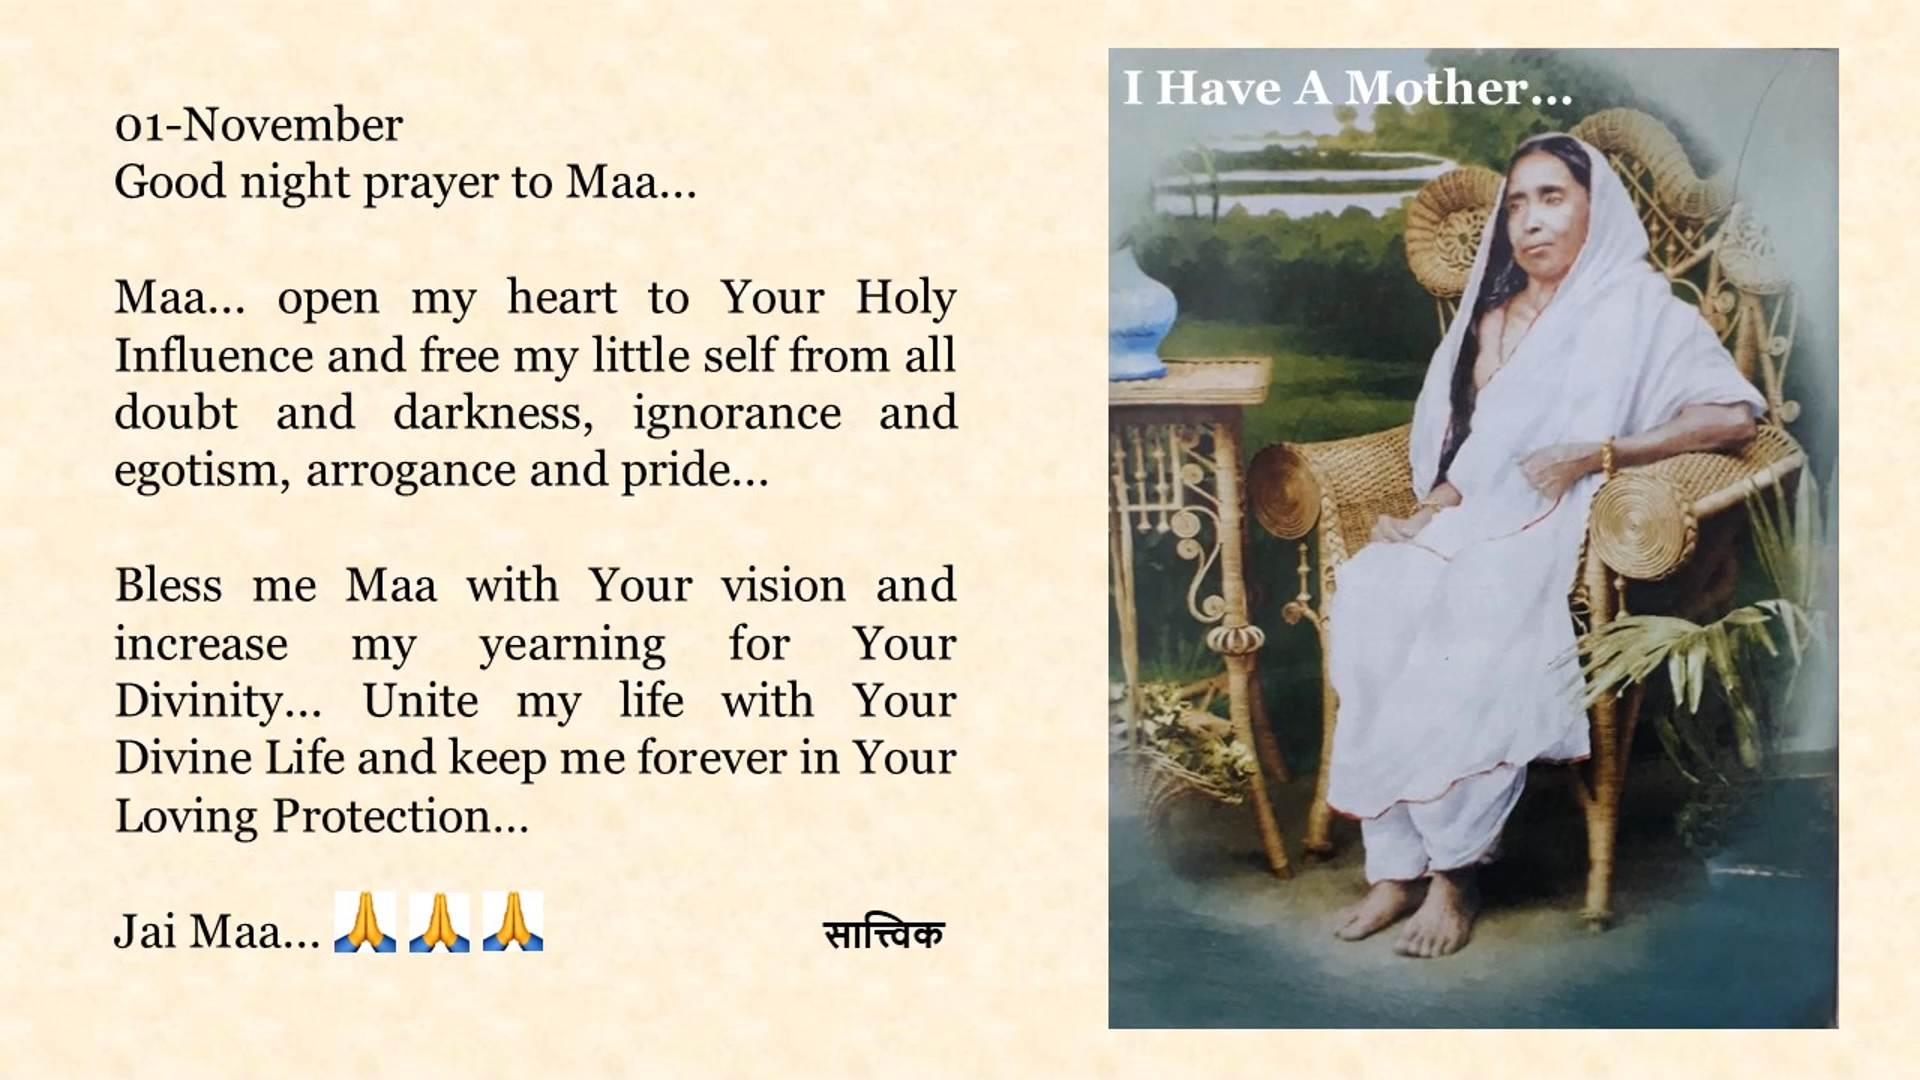 01-November
Good night prayer to Maa...
Maa... open my heart to Your Holy
Influence and free my little self from all
doubt and darkness, ignorance and
egotism, arrogance and pride...
Bless me Maa with Your vision and
increase my yearning for Your
Divinity... Unite my life with Your
Divine Life and keep me forever in Your
Loving Protection...
Jai Maa... 🙏 🙏 🙏
सात्त्विक
I Have A Mother...